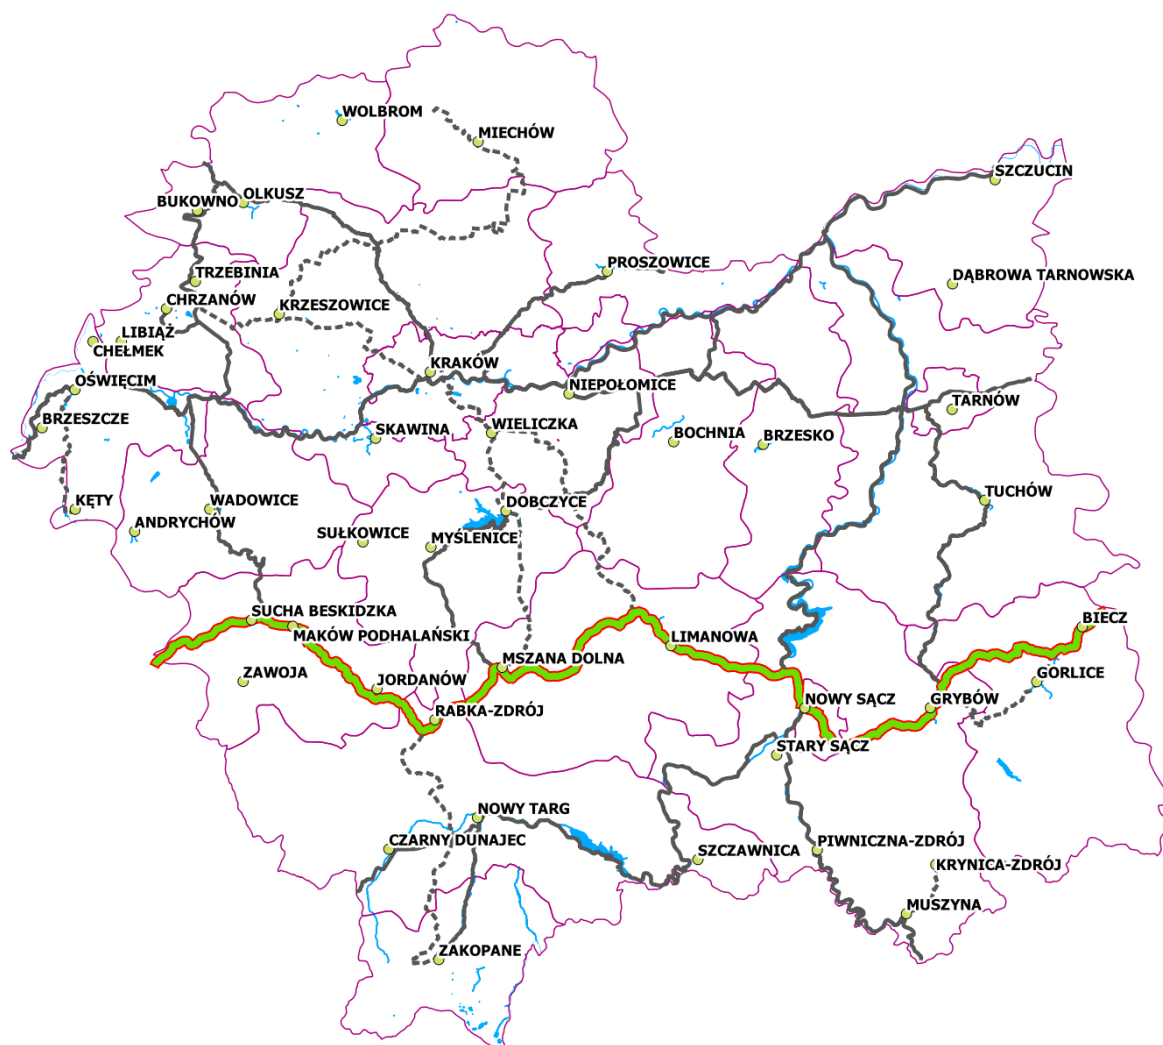 WOLBROM
MIECHÓW
SZCZUCIN
OLKUSZ
BUKOWNO
PROSZOWICE
TRZEBINIA
DĄBROWA TARNOWSKA
CHRZANÓW
KRZESZOWICE
LIBIĄŻ
CHEŁMEK
KRAKÓW
OŚWIĘCIM
NIEPOŁOMICE
TARNÓW
BRZESZCZE
SKAWINA
WIELICZKA
BOCHNIA
BRZESKO
KĘTY
WADOWICE
DOBCZYCE
TUCHÓW
ANDRYCHÓW
SUŁKOWICE
MYŚLENICE
SUCHA BESKIDZKA
BIECZ
MAKÓW PODHALAŃSKI
LIMANOWA
MSZANA DOLNA
ZAWOJA
JORDANÓW
GORLICE
RABKA-ZDRÓJ
NOWY SĄCZ
GRYBÓW
STARY SĄCZ
NOWY TARG
CZARNY DUNAJEC
SZCZAWNICA
PIWNICZNA-ZDRÓJ
KRYNICA-ZDRÓJ
MUSZYNA
ZAKOPANE